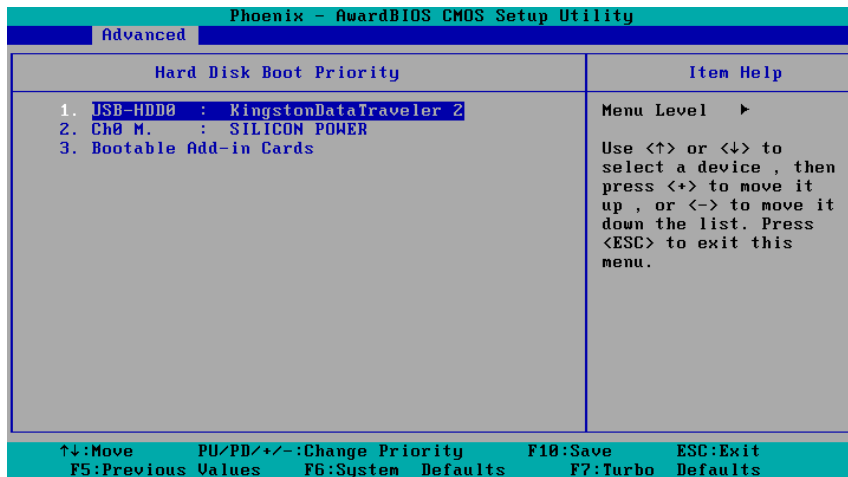 Phoenix - AwardBIOS CMOS Setup Utility
Advanced
Hard Disk Boot Priority
1. USB-HDD0 : KingstonDataTraveler 2
2. Ch0 M. : SILICON POWER
3. Bootable Add-in Cards
Item Help
Menu Level ►
Use <↑> or <↓> to
select a device , then
press <+> to move it
up , or <-> to move it
down the list. Press
<ESC> to exit this
menu.
↑↓:Move PU/PD/+/-:Change Priority F10:Save ESC:Exit
F5:Previous Values F6:System Defaults F7:Turbo Defaults